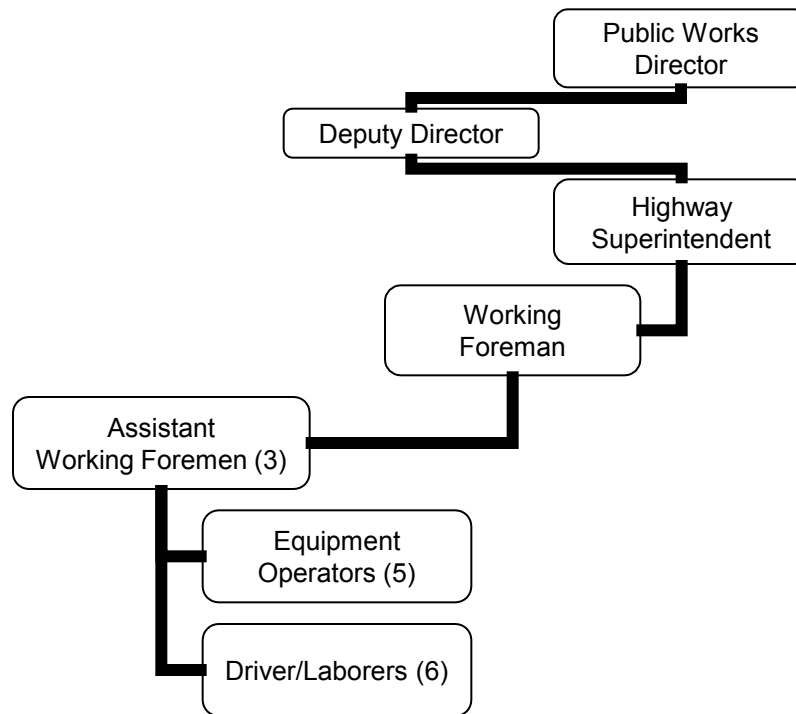 Public Works
Director
Deputy Director
Highway
Superintendent
Working
Foreman
Assistant
Working Foremen (3)
Equipment
Operators (5)
Driver/Laborers (6)